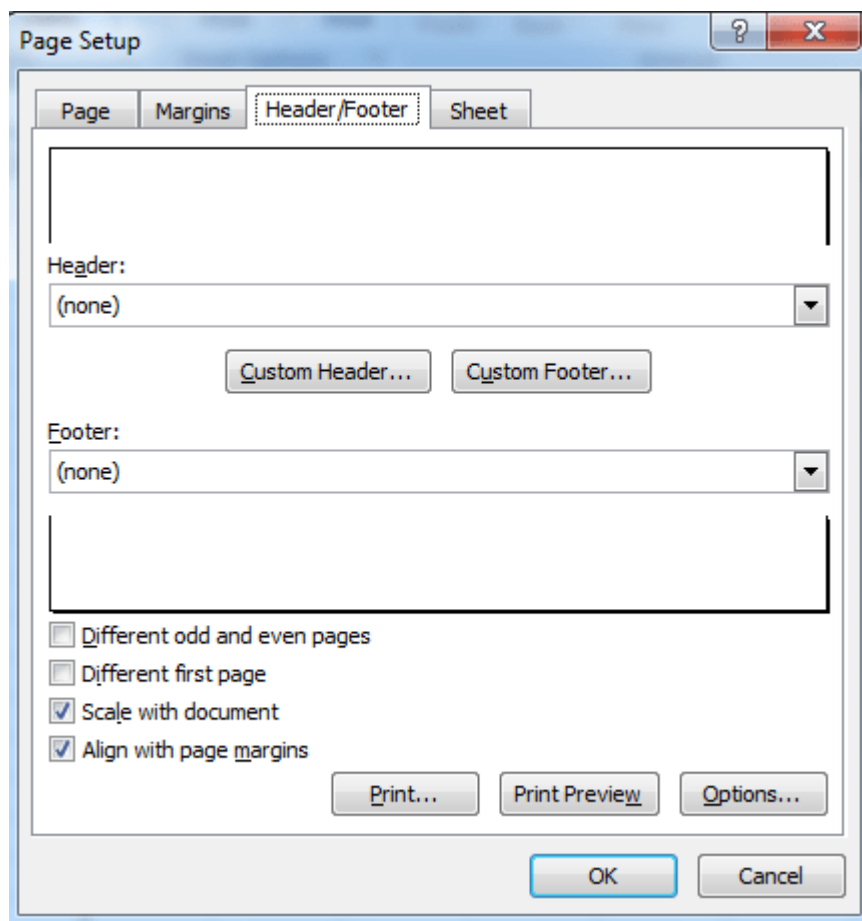 Page Setup
Page Margins Header/Footer Sheet
Header:
(none)
Custom Header... Custom Footer...
Footer:
(none)
Different odd and even pages
Different first page
Scale with document
Align with page margins
Print... Print Preview Options...
OK Cancel